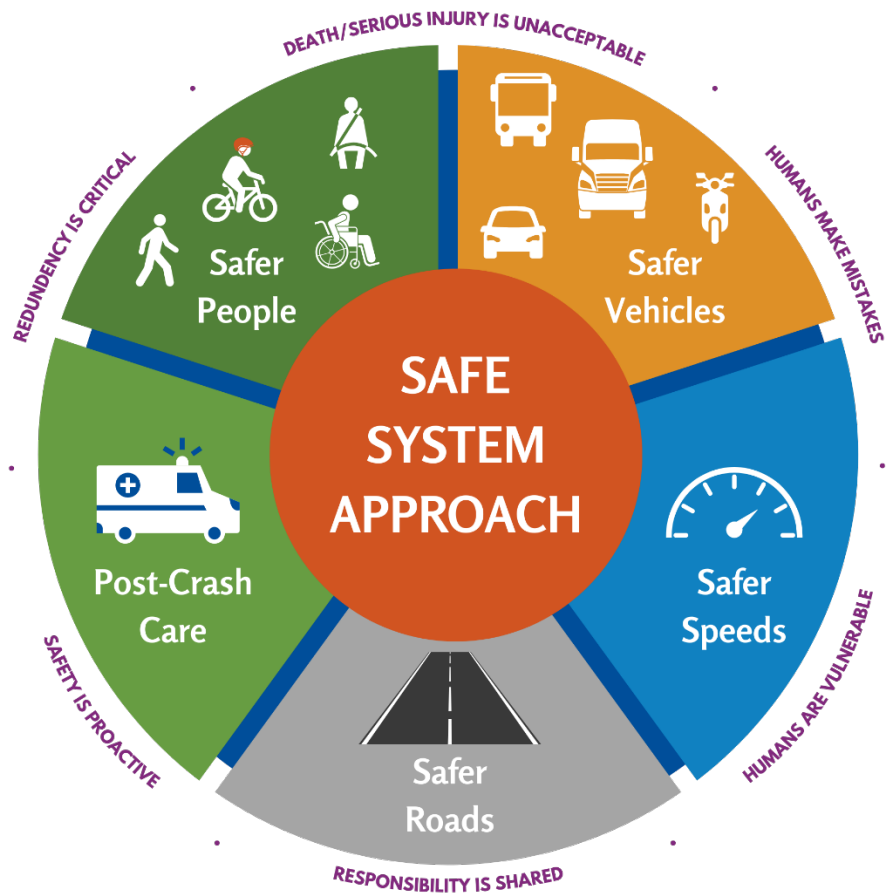 DEATH/SERIOUS INJURY IS UNACCEPTABLE
HUMANS MAKE MISTAKES
HUMANS ARE VULNERABLE
RESPONSIBILITY IS SHARED
SAFETY IS PROACTIVE
REDUNDENCY IS CRITICAL
Safer
People
Safer
Vehicles
SAFE
SYSTEM
APPROACH
Post-Crash
Care
Safer
Speeds
Safer
Roads